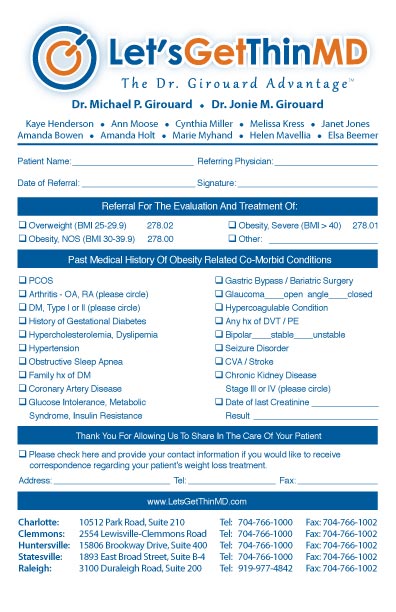 Let'sGetThinMD
The Dr. Girouard Advantage™
Dr. Michael P. Girouard • Dr. Jonie M. Girouard
Kaye Henderson • Ann Moose • Cynthia Miller • Melissa Kress • Janet Jones
Amanda Bowen • Amanda Holt • Marie Myhand • Helen Mavellia • Elsa Beemer
Patient Name: Referring Physician:
Date of Referral: Signature:
Referral For The Evaluation And Treatment Of:
❑ Overweight (BMI 25-29.9) 278.02 ❑ Obesity, Severe (BMI > 40) 278.01
❑ Obesity, NOS (BMI 30-39.9) 278.00 ❑ Other:
Past Medical History Of Obesity Related Co-Morbid Conditions
❑ PCOS
❑ Arthritis - OA, RA (please circle)
❑ DM, Type I or II (please circle)
❑ History of Gestational Diabetes
❑ Hypercholesterolemia, Dyslipemia
❑ Hypertension
❑ Obstructive Sleep Apnea
❑ Family hx of DM
❑ Coronary Artery Disease
❑ Glucose Intolerance, Metabolic
Syndrome, Insulin Resistance
❑ Gastric Bypass / Bariatric Surgery
❑ Glaucoma____open angle____closed
❑ Hypercoagulable Condition
❑ Any hx of DVT / PE
❑ Bipolar____stable____unstable
❑ Seizure Disorder
❑ CVA / Stroke
❑ Chronic Kidney Disease
Stage III or IV (please circle)
❑ Date of last Creatinine
Result
Thank You For Allowing Us To Share In The Care Of Your Patient
❑ Please check here and provide your contact information if you would like to receive
correspondence regarding your patient's weight loss treatment.
Address: Tel: Fax:
www.LetsGetThinMD.com
Charlotte: 10512 Park Road, Suite 210 Tel: 704-766-1000 Fax: 704-766-1002
Clemmons: 2554 Lewisville-Clemmons Road Tel: 704-766-1000 Fax: 704-766-1002
Huntersville: 15806 Brookway Drive, Suite 400 Tel: 704-766-1000 Fax: 704-766-1002
Statesville: 1893 East Broad Street, Suite B-4 Tel: 704-766-1000 Fax: 704-766-1002
Raleigh: 3100 Duraleigh Road, Suite 200 Tel: 919-977-4842 Fax: 704-766-1002